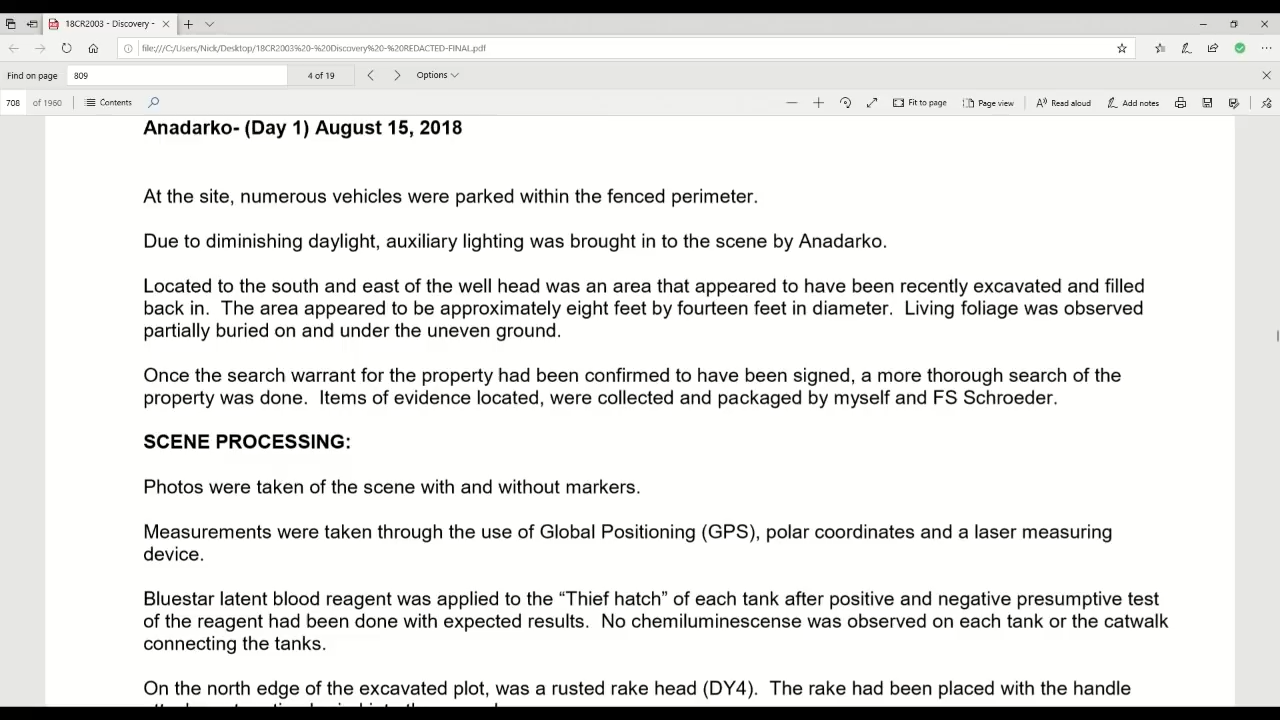 18CR2003 - Discovery -
file:///C:/Users/Nick/Desktop/18CR2003%20-%20Discovery%20-%20REDACTED-FINAL.pdf
Find on page 809 4 of 19 Options
708 of 1960 Contents Fit to page Page view Read aloud Add notes
Anadarko- (Day 1) August 15, 2018
At the site, numerous vehicles were parked within the fenced perimeter.
Due to diminishing daylight, auxiliary lighting was brought in to the scene by Anadarko.
Located to the south and east of the well head was an area that appeared to have been recently excavated and filled
back in.  The area appeared to be approximately eight feet by fourteen feet in diameter.  Living foliage was observed
partially buried on and under the uneven ground.
Once the search warrant for the property had been confirmed to have been signed, a more thorough search of the
property was done.  Items of evidence located, were collected and packaged by myself and FS Schroeder.
SCENE PROCESSING:
Photos were taken of the scene with and without markers.
Measurements were taken through the use of Global Positioning (GPS), polar coordinates and a laser measuring
device.
Bluestar latent blood reagent was applied to the “Thief hatch” of each tank after positive and negative presumptive test
of the reagent had been done with expected results.  No chemiluminescense was observed on each tank or the catwalk
connecting the tanks.
On the north edge of the excavated plot, was a rusted rake head (DY4).  The rake had been placed with the handle